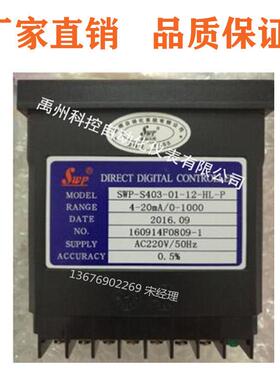 厂家直销 品质保证
SWP
SWP DIRECT DIGITAL CONTROLLER
MODEL SWP-S403-01-12-HL-P
RANGE 4-20mA/0-1000
DATE 2016.09
NO. 160914F0809-1
SUPPLY AC220V/50Hz
ACCURACY 0.5%
禹州科控自动化仪表有限公司
13676902269 宋经理